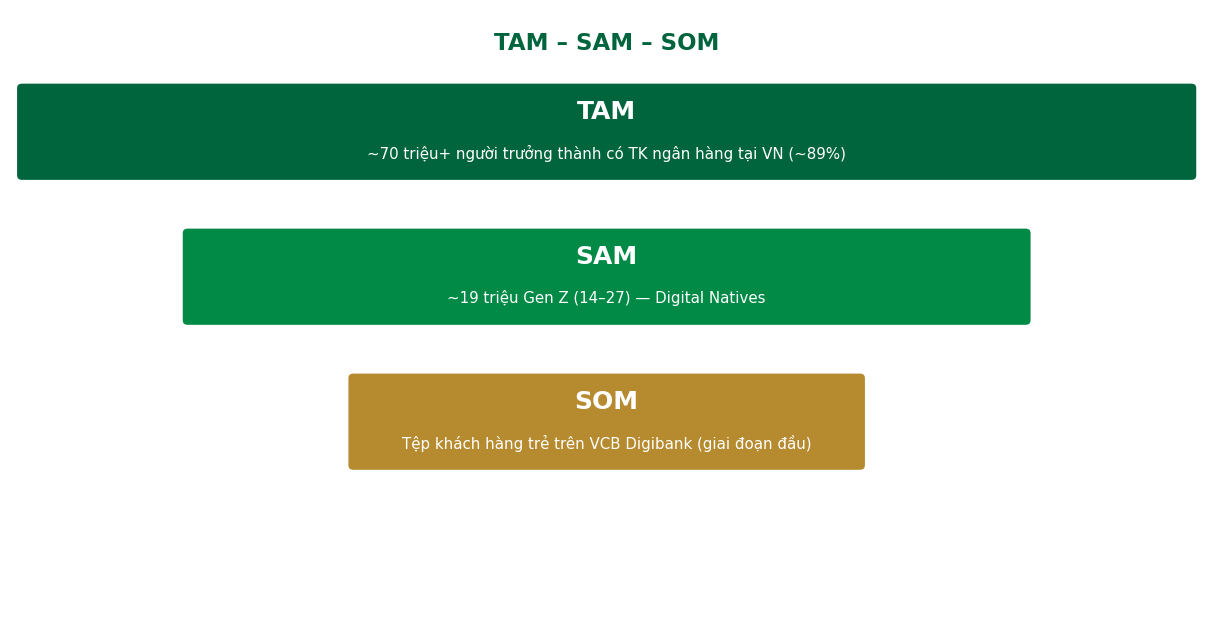 TAM – SAM – SOM
TAM
~70 triệu+ người trưởng thành có TK ngân hàng tại VN (~89%)
SAM
~19 triệu Gen Z (14–27) — Digital Natives
SOM
Tệp khách hàng trẻ trên VCB Digibank (giai đoạn đầu)